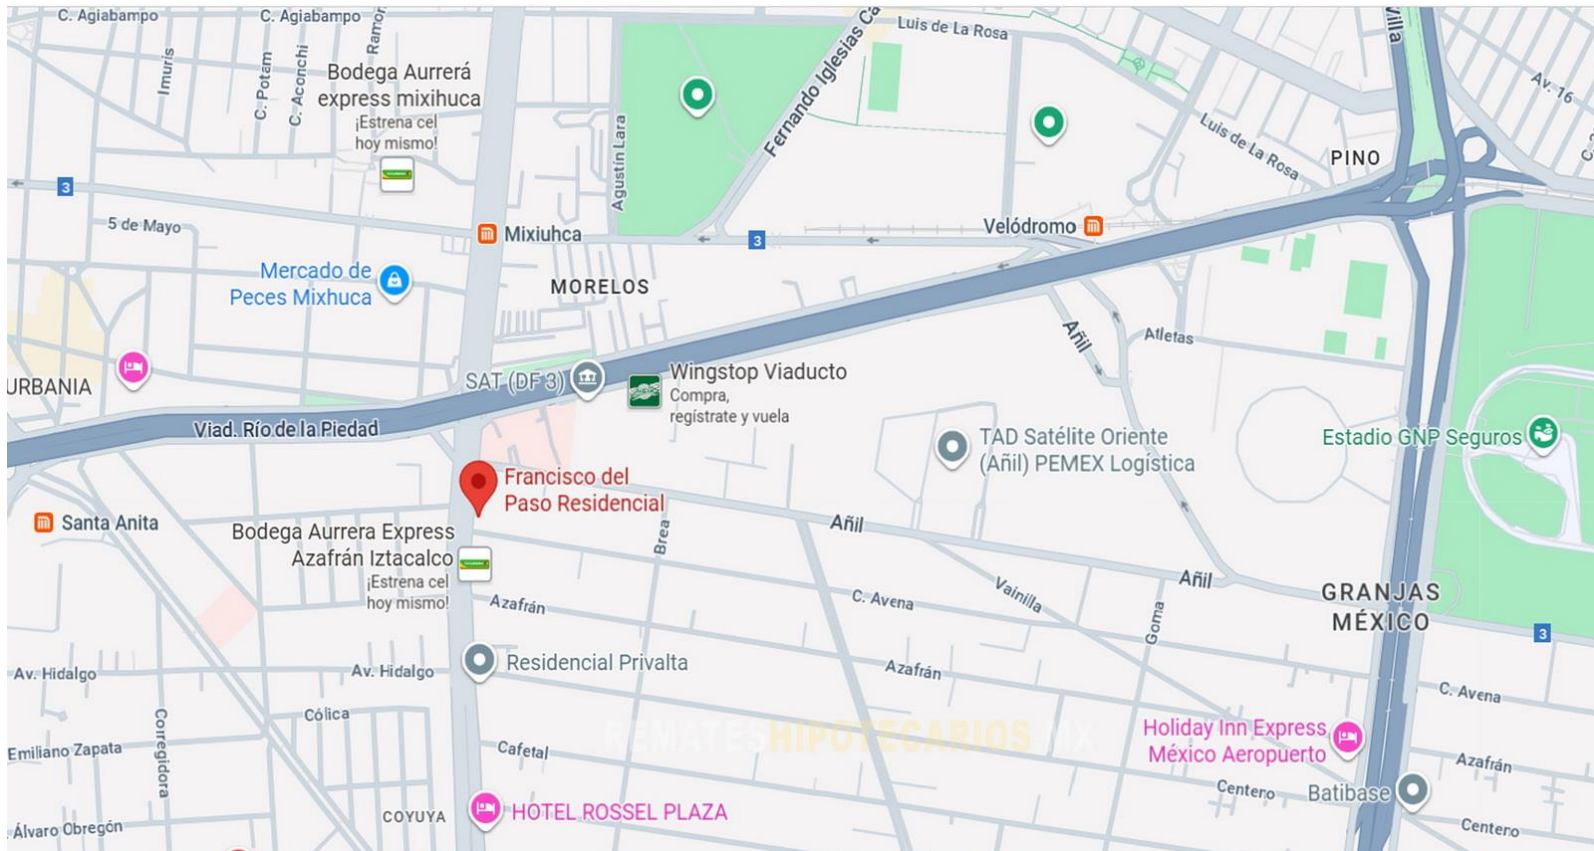 C. Agiabampo
C. Agiabampo
Ramon
Imuris
C. Potam
C. Aconchi
Bodega Aurrerá
express mixihuca
¡Estrena cel
hoy mismo!
Agustín Lara
Fernando Iglesias Ca
Luis de La Rosa
Luis de La Rosa
Villa
Av. 16
PINO
3
5 de Mayo
Mixiuhca
3
Velódromo
Mercado de
Peces Mixhuca
MORELOS
Añil
Atletas
URBANIA
SAT (DF 3)
Wingstop Viaducto
Compra,
regístrate y vuela
Viad. Río de la Piedad
TAD Satélite Oriente
(Añil) PEMEX Logística
Estadio GNP Seguros
Francisco del
Paso Residencial
Santa Anita
Bodega Aurrera Express
Azafrán Iztacalco
¡Estrena cel
hoy mismo!
Brea
Añil
Añil
Vainilla
C. Avena
Goma
GRANJAS
MÉXICO
3
Azafrán
Av. Hidalgo
Av. Hidalgo
Residencial Privalta
Azafrán
C. Avena
Cólica
Corregidora
Emiliano Zapata
Cafetal
REMATESHIPOTECARIOS.MX
Holiday Inn Express
México Aeropuerto
Azafrán
Centero
Batibase
Centero
Álvaro Obregón
COYUYA
HOTEL ROSSEL PLAZA